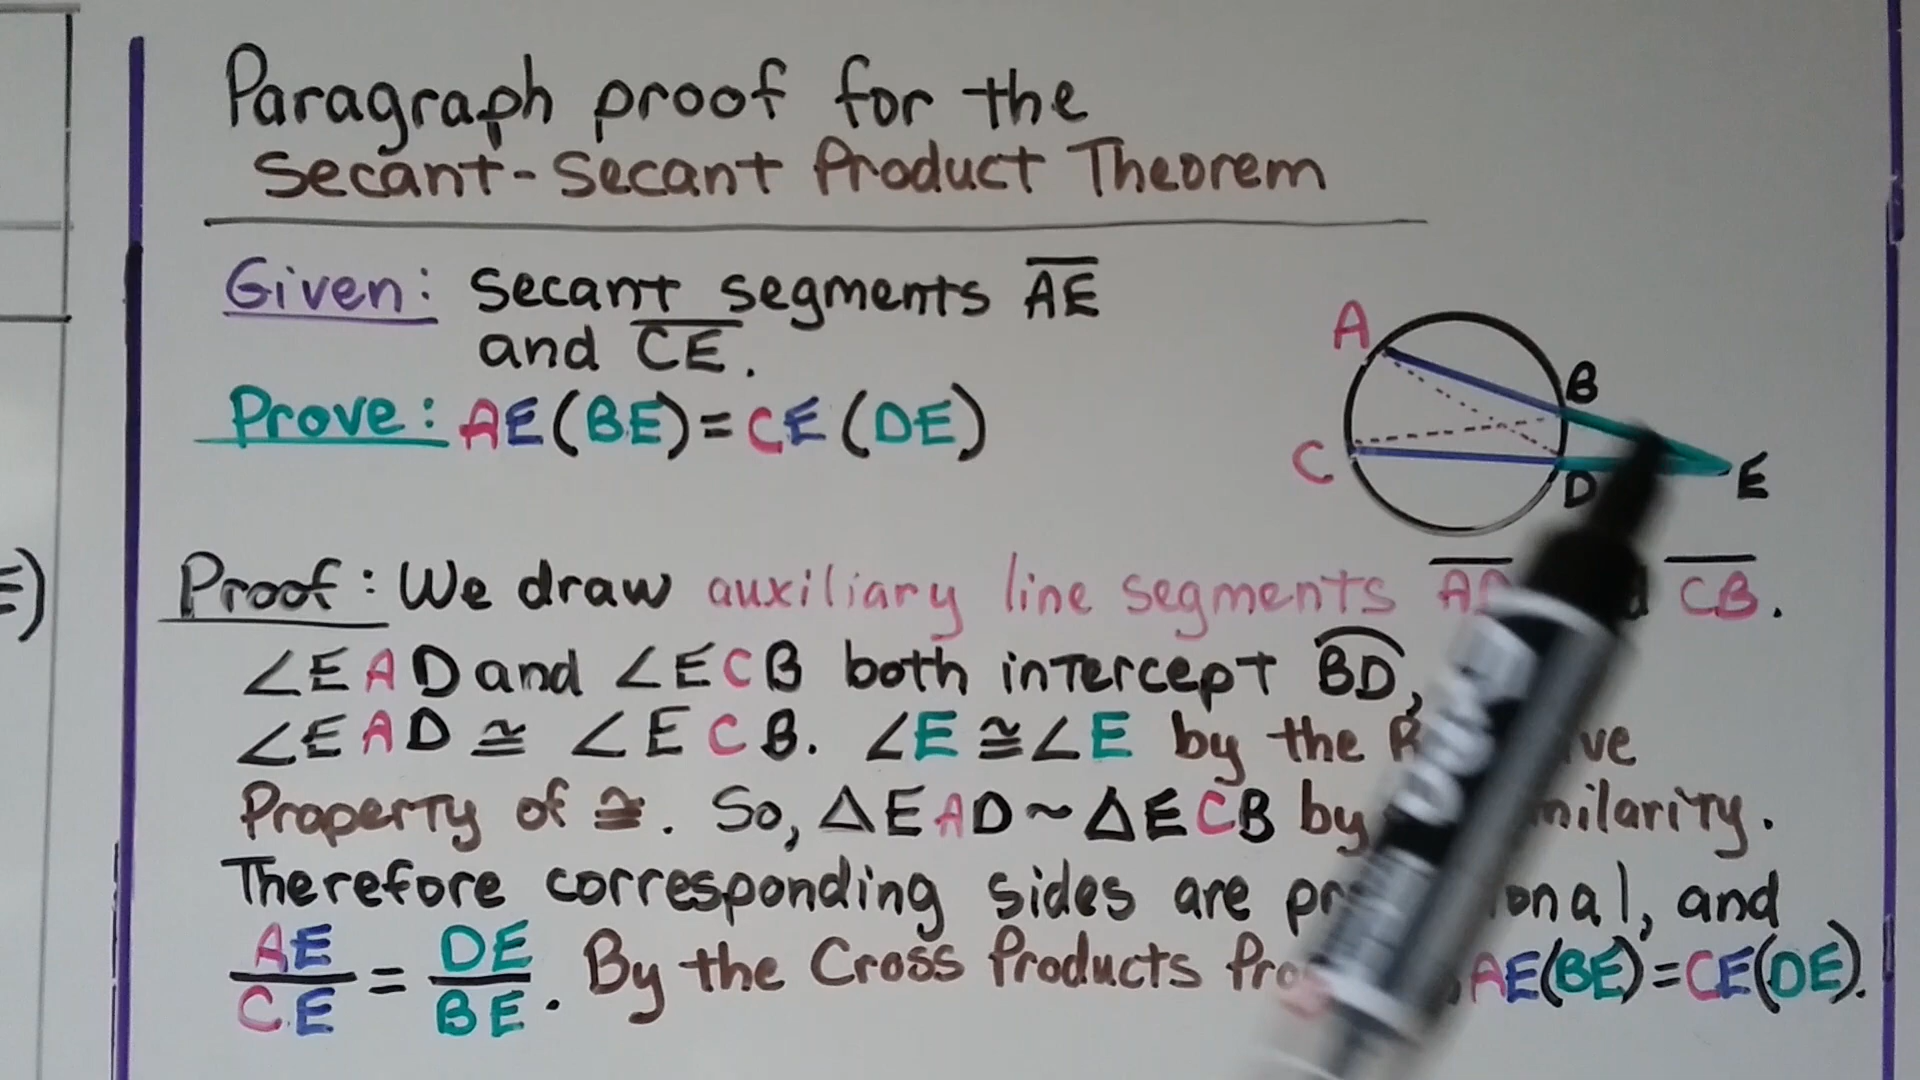 Paragraph proof for the
Secant-Secant Product Theorem
Given: Secant segments AE
and CE.
Prove: AE(BE)=CE(DE)
A
B
C
D
E
E)
Proof: We draw auxiliary line segments CB.
∠EAD and ∠ECB both intercept BD,
∠EAD ≅ ∠ECB. ∠E ≅ ∠E by the
Property of ≅. So, △EAD ~ △ECB by
Therefore corresponding sides are and
AE/CE = DE/BE. By the Cross Products AE(BE)=CE(DE).